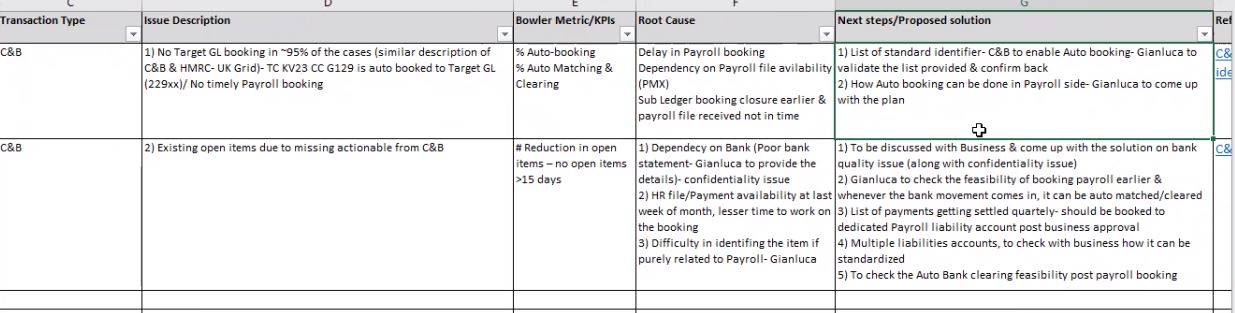 C D E F G
Transaction Type Issue Description Bowler Metric/KPIs Root Cause Next steps/Proposed solution Ref
C&B
1) No Target GL booking in ~95% of the cases (similar description of
C&B & HMRC- UK Grid)- TC KV23 CC G129 is auto booked to Target GL
(229xx)/ No timely Payroll booking
% Auto-booking
% Auto Matching &
Clearing
Delay in Payroll booking
Dependency on Payroll file avilability
(PMX)
Sub Ledger booking closure earlier &
payroll file received not in time
1) List of standard identifier- C&B to enable Auto booking- Gianluca to
validate the list provided & confirm back
2) How Auto booking can be done in Payroll side- Gianluca to come up
with the plan
C&
ide
C&B
2) Existing open items due to missing actionable from C&B
# Reduction in open
items – no open items
>15 days
1) Dependecy on Bank (Poor bank
statement- Gianluca to provide the
details)- confidentiality issue
2) HR file/Payment availability at last
week of month, lesser time to work on
the booking
3) Difficulty in identifing the item if
purely related to Payroll- Gianluca
1) To be discussed with Business & come up with the solution on bank
quality issue (along with confidentiality issue)
2) Gianluca to check the feasibility of booking payroll earlier &
whenever the bank movement comes in, it can be auto matched/cleared
3) List of payments getting settled quartely- should be booked to
dedicated Payroll liability account post business approval
4) Multiple liabilities accounts, to check with business how it can be
standardized
5) To check the Auto Bank clearing feasibility post payroll booking
C&